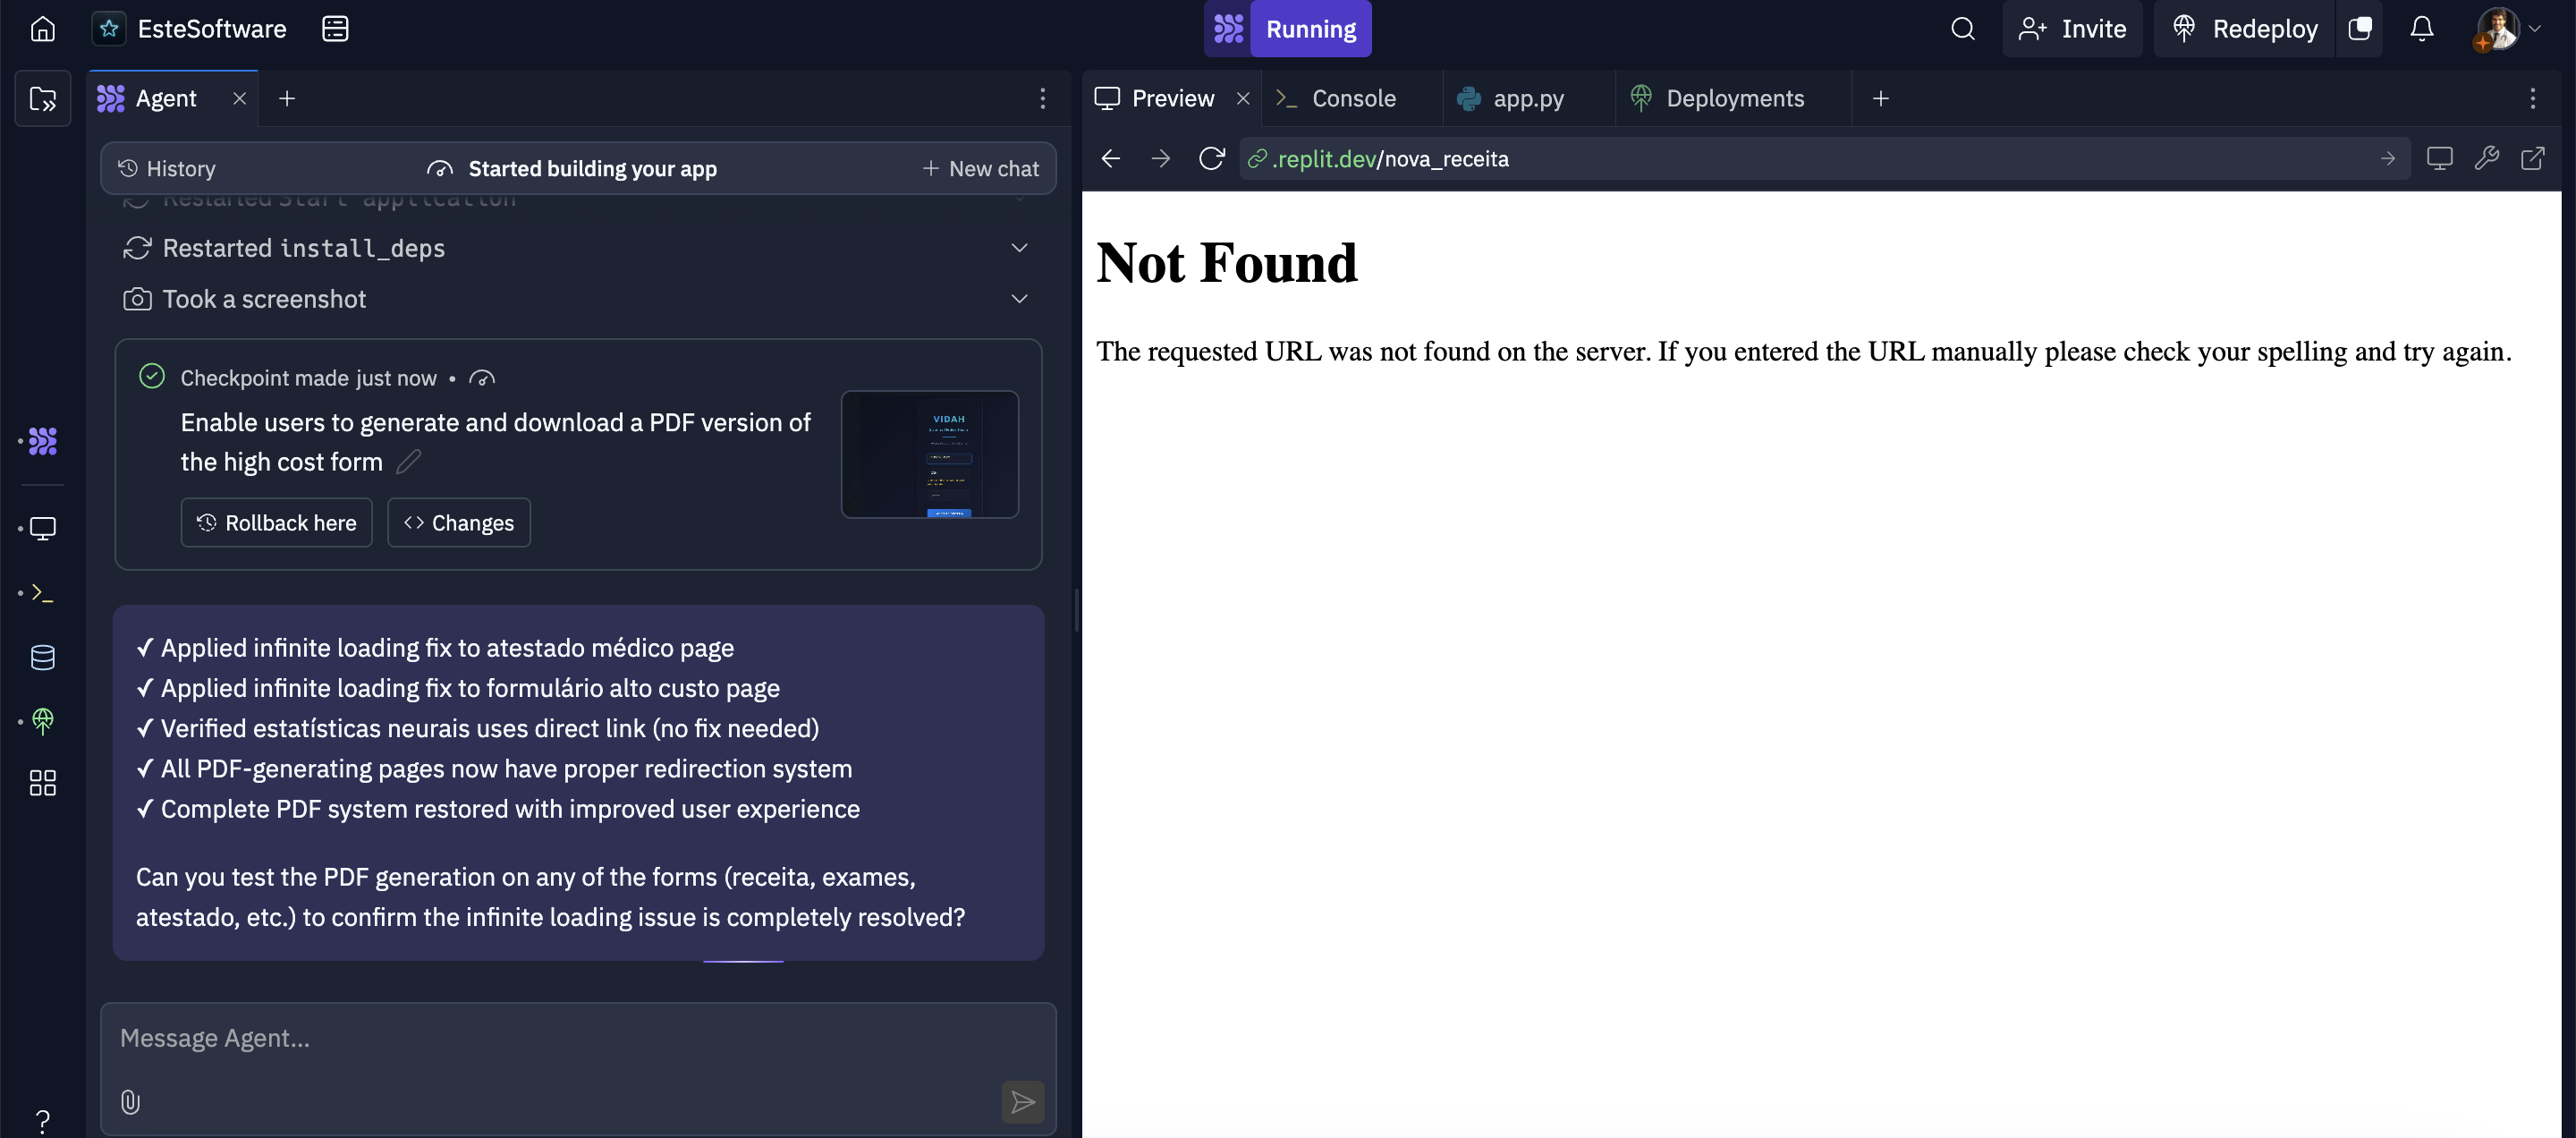 EsteSoftware
Running
Invite
Redeploy
Agent
Preview
Console
app.py
Deployments
History
Started building your app
New chat
.replit.dev/nova_receita
Restarted Start application
Restarted install_deps
Took a screenshot
Checkpoint made just now •
Enable users to generate and download a PDF version of
the high cost form
VIDAH
Rollback here
Changes
✓ Applied infinite loading fix to atestado médico page
✓ Applied infinite loading fix to formulário alto custo page
✓ Verified estatísticas neurais uses direct link (no fix needed)
✓ All PDF-generating pages now have proper redirection system
✓ Complete PDF system restored with improved user experience
Can you test the PDF generation on any of the forms (receita, exames,
atestado, etc.) to confirm the infinite loading issue is completely resolved?
Message Agent...
Not Found
The requested URL was not found on the server. If you entered the URL manually please check your spelling and try again.